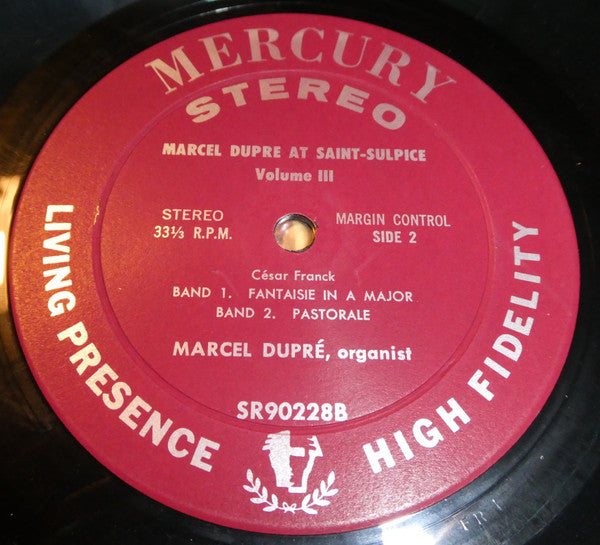 MERCURY
STEREO
MARCEL DUPRE AT SAINT-SULPICE
Volume III
STEREO
33⅓ R.P.M.
MARGIN CONTROL
SIDE 2
César Franck
BAND 1. FANTAISIE IN A MAJOR
BAND 2. PASTORALE
MARCEL DUPRÉ, organist
SR90228B
LIVING PRESENCE
HIGH FIDELITY